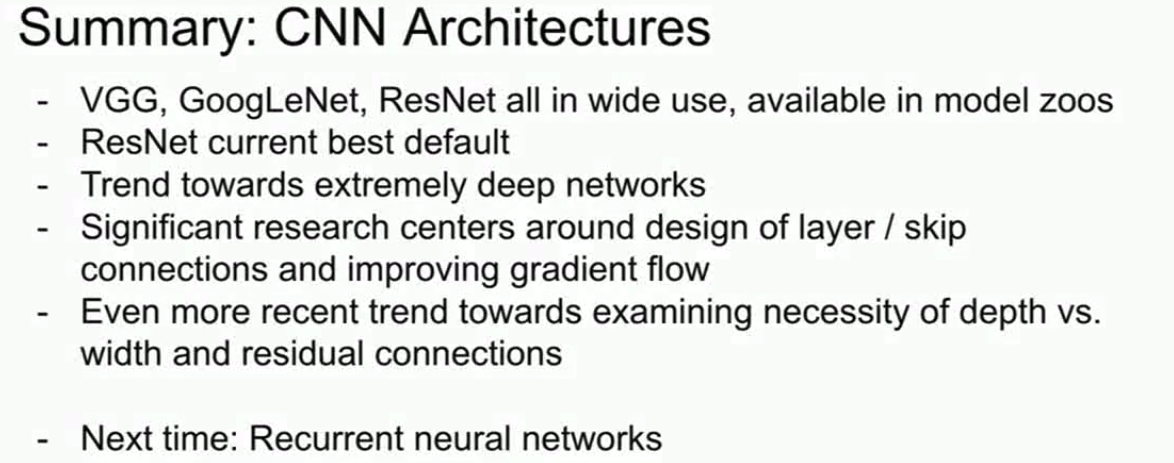 Summary: CNN Architectures
- VGG, GoogLeNet, ResNet all in wide use, available in model zoos
- ResNet current best default
- Trend towards extremely deep networks
- Significant research centers around design of layer / skip
connections and improving gradient flow
- Even more recent trend towards examining necessity of depth vs.
width and residual connections
- Next time: Recurrent neural networks